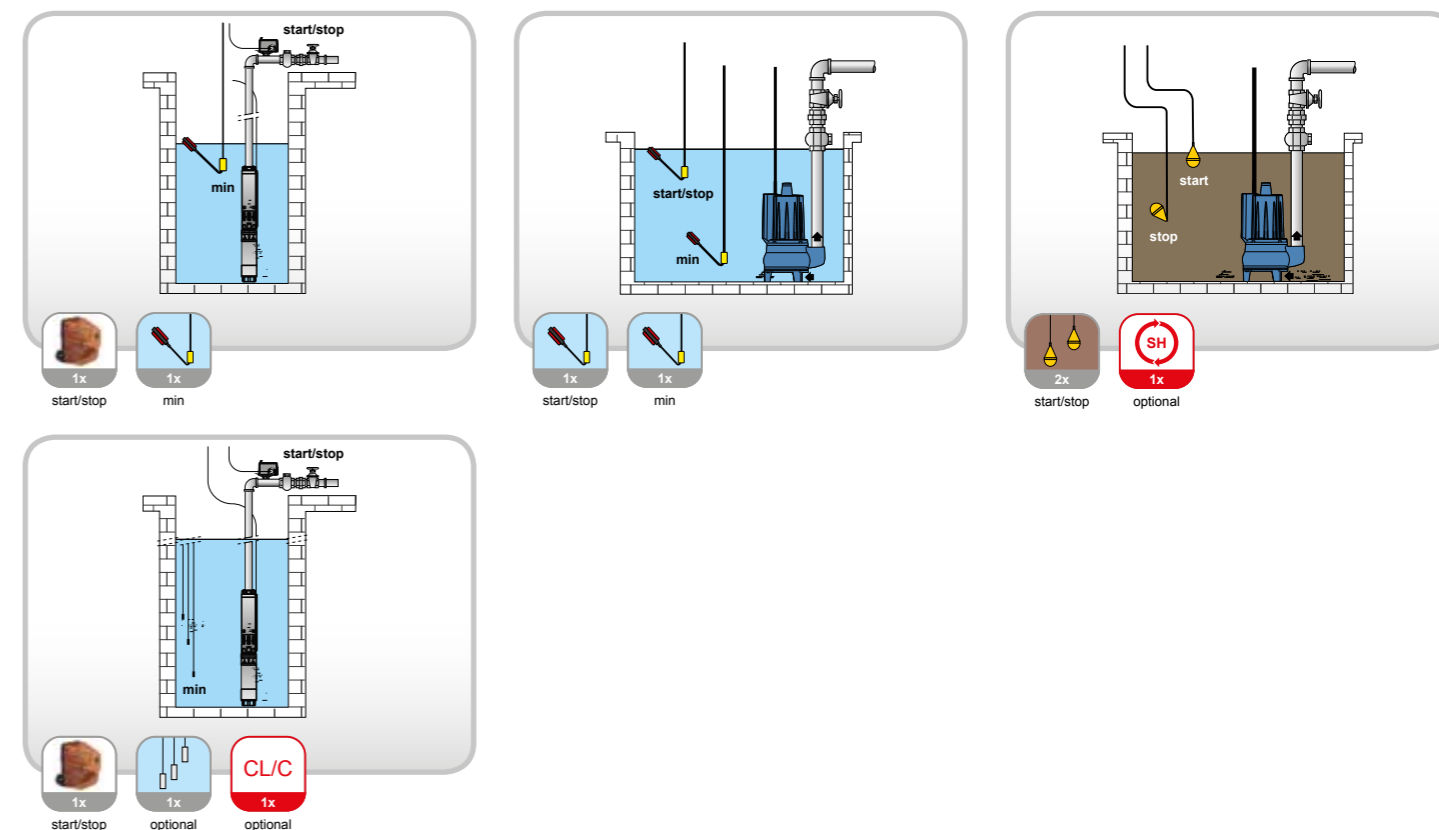 start/stop
min
1x
1x
start/stop
min
start/stop
min
1x
1x
start/stop
min
start
stop
2x
SH
1x
start/stop
optional
start/stop
min
1x
1x
CL/C
1x
start/stop
optional
optional